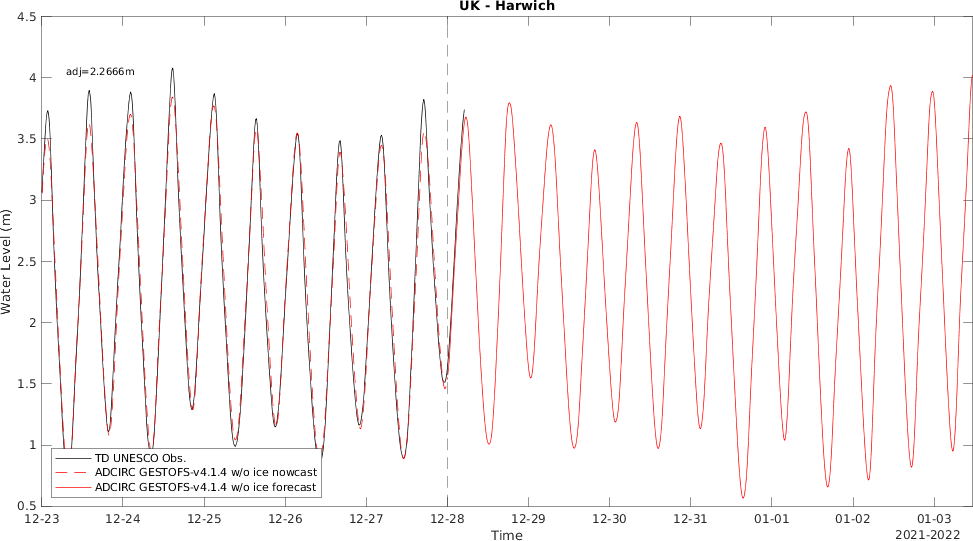 UK - Harwich
4.5
4
3.5
3
2.5
2
1.5
1
0.5
Water Level (m)
adj=2.2666m
TD UNESCO Obs.
ADCIRC GESTOFS-v4.1.4 w/o ice nowcast
ADCIRC GESTOFS-v4.1.4 w/o ice forecast
12-23 12-24 12-25 12-26 12-27 12-28 12-29 12-30 12-31 01-01 01-02 01-03
Time
2021-2022